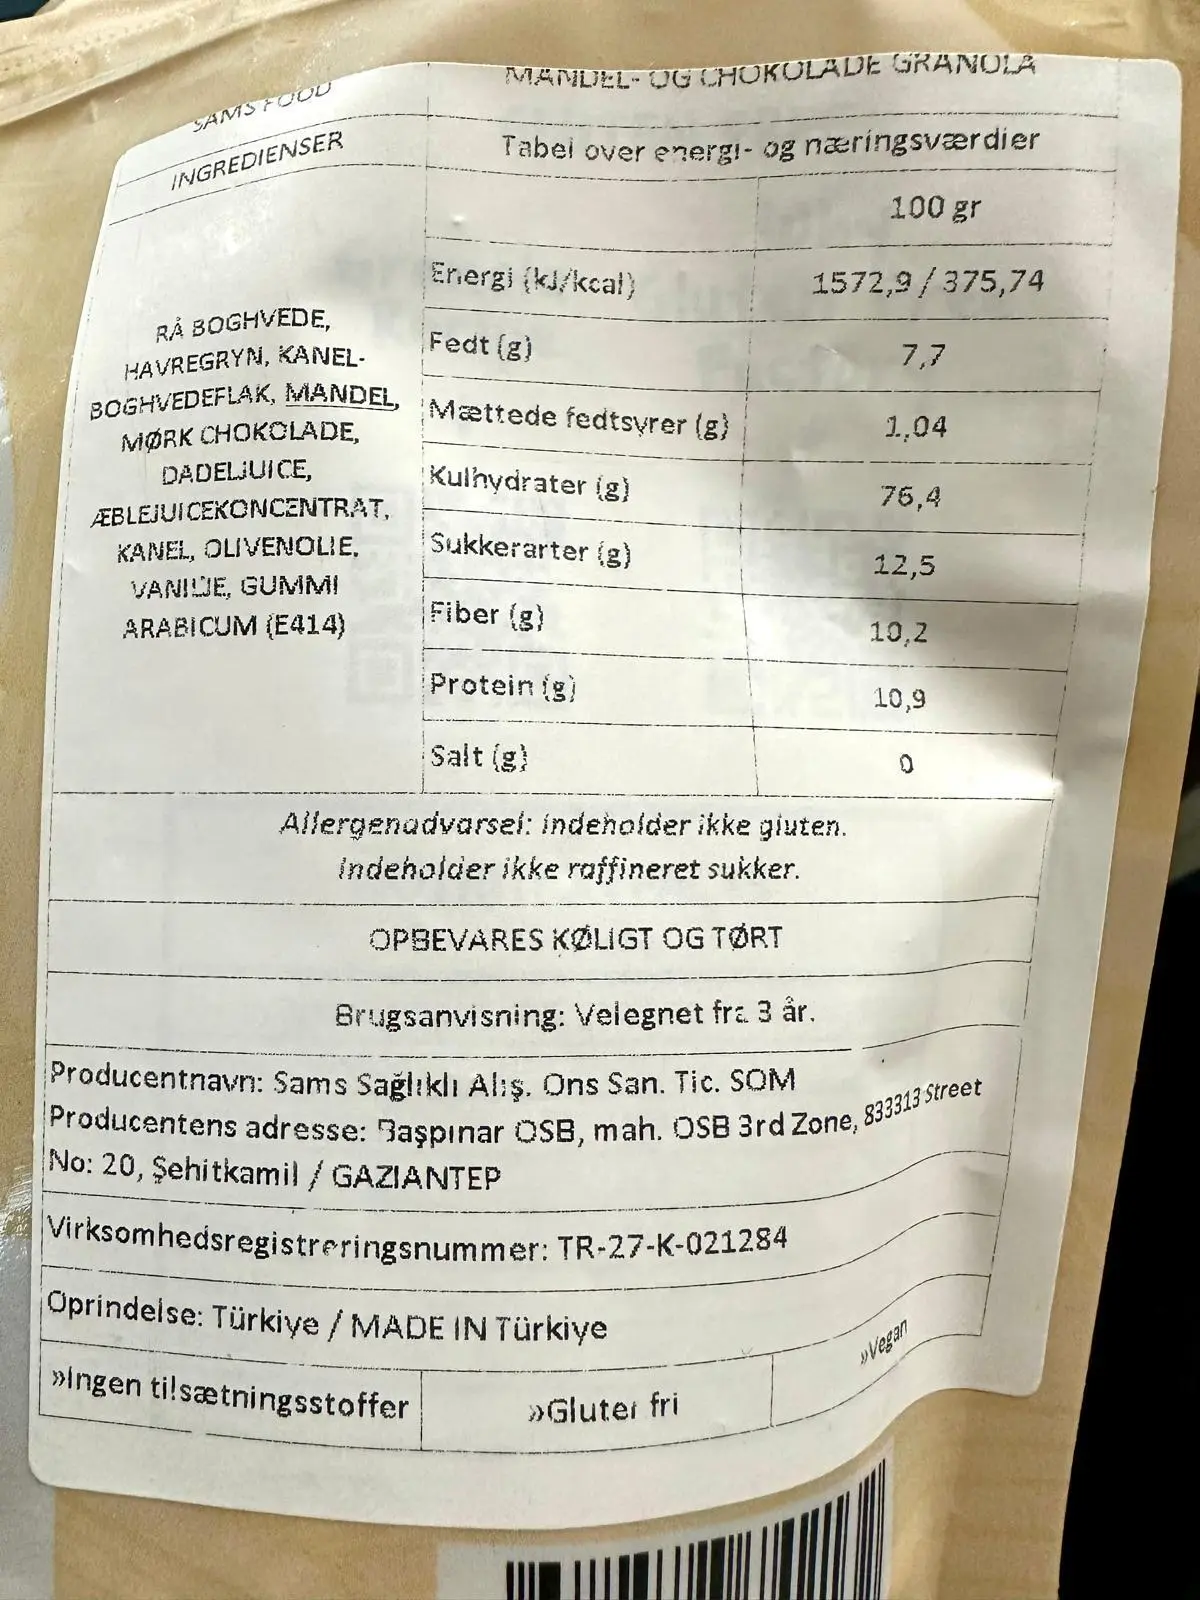 SAMS FOOD
MANDEL- OG CHOKOLADE GRANOLA
INGREDIENSER
Tabel over energi- og næringsværdier
100 gr
RÅ BOGHVEDE,
HAVREGRYN, KANEL-
BOGHVEDEFLAK, MANDEL,
MØRK CHOKOLADE,
DADELJUICE,
ÆBLEJUICEKONCENTRAT,
KANEL, OLIVENOLIE,
VANILJE, GUMMI
ARABICUM (E414)
Energi (kJ/kcal) 1572,9 / 375,74
Fedt (g) 7,7
Mættede fedtsyrer (g) 1,04
Kulhydrater (g) 76,4
Sukkerarter (g) 12,5
Fiber (g) 10,2
Protein (g) 10,9
Salt (g) 0
Allergenadvarsel: Indeholder ikke gluten.
Indeholder ikke raffineret sukker.
OPBEVARES KØLIGT OG TØRT
Brugsanvisning: Velegnet fra 3 år.
Producentnavn: Sams Sağlıklı Alış. Ons San. Tic. SOM
Producentens adresse: Başpınar OSB, mah. OSB 3rd Zone, 833313 Street
No: 20, Şehitkamil / GAZIANTEP
Virksomhedsregistreringsnummer: TR-27-K-021284
Oprindelse: Türkiye / MADE IN Türkiye
»Ingen tilsætningsstoffer »Gluten fri »Vegan